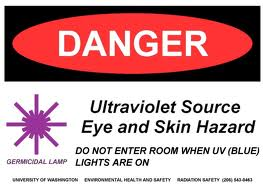 DANGER
Ultraviolet Source
Eye and Skin Hazard
GERMICIDAL LAMP
DO NOT ENTER ROOM WHEN UV (BLUE)
LIGHTS ARE ON
UNIVERSITY OF WASHINGTON ENVIRONMENTAL HEALTH AND SAFETY RADIATION SAFETY (206) 543-0463